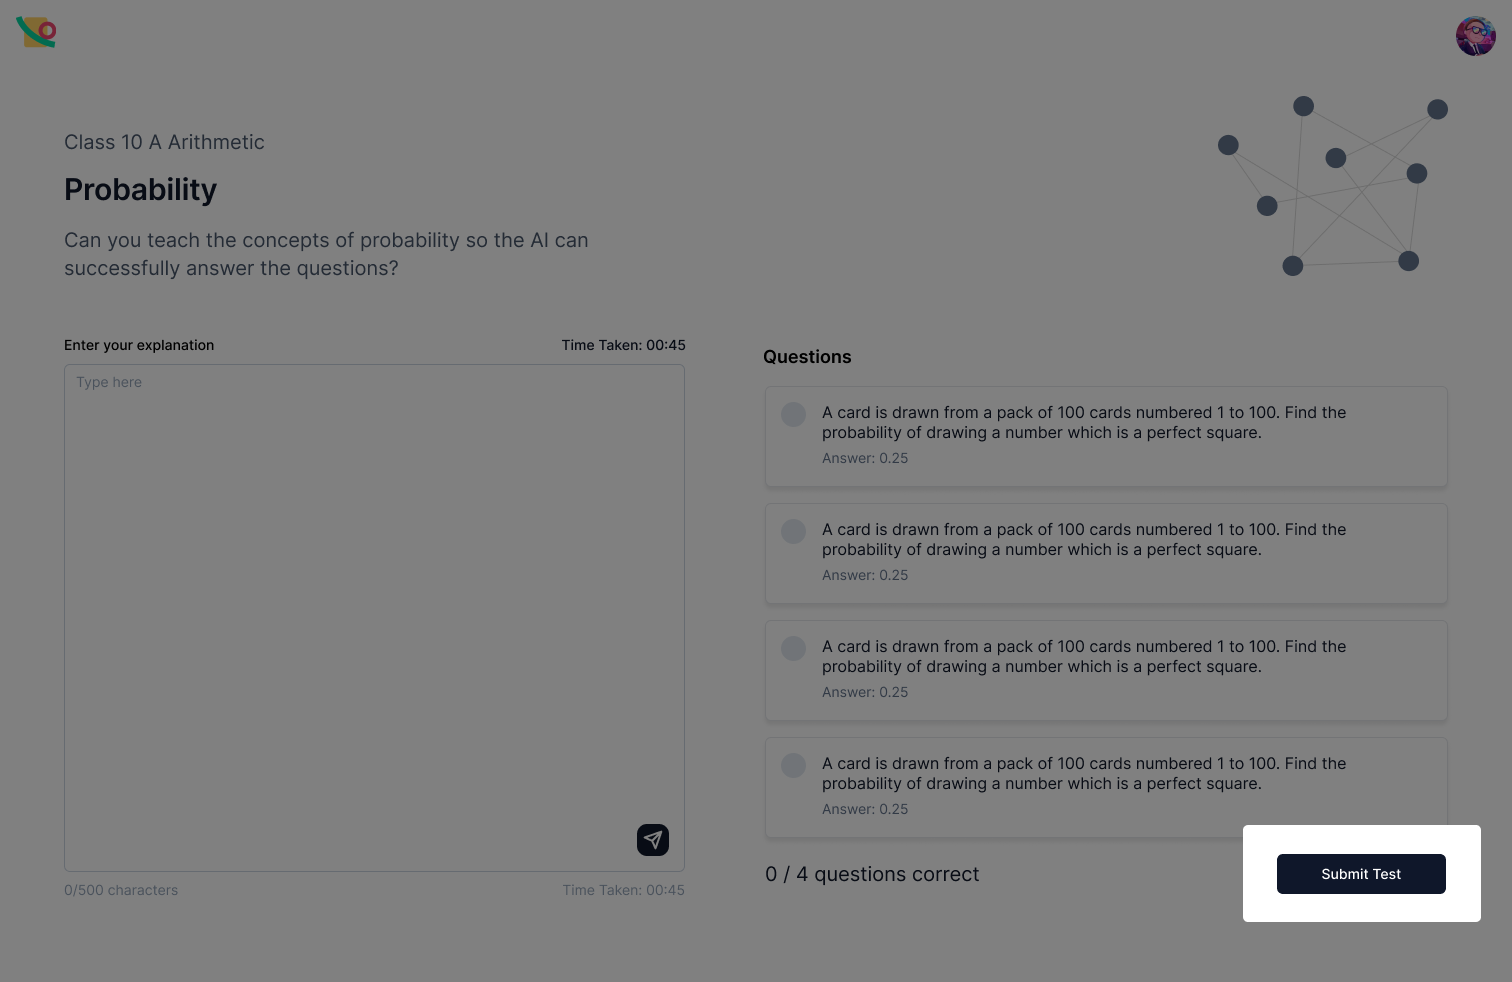 Class 10 A Arithmetic
Probability
Can you teach the concepts of probability so the AI can
successfully answer the questions?
Enter your explanation
Time Taken: 00:45
Type here
0/500 characters
Time Taken: 00:45
Questions
A card is drawn from a pack of 100 cards numbered 1 to 100. Find the
probability of drawing a number which is a perfect square.
Answer: 0.25
A card is drawn from a pack of 100 cards numbered 1 to 100. Find the
probability of drawing a number which is a perfect square.
Answer: 0.25
A card is drawn from a pack of 100 cards numbered 1 to 100. Find the
probability of drawing a number which is a perfect square.
Answer: 0.25
A card is drawn from a pack of 100 cards numbered 1 to 100. Find the
probability of drawing a number which is a perfect square.
Answer: 0.25
0 / 4 questions correct
Submit Test